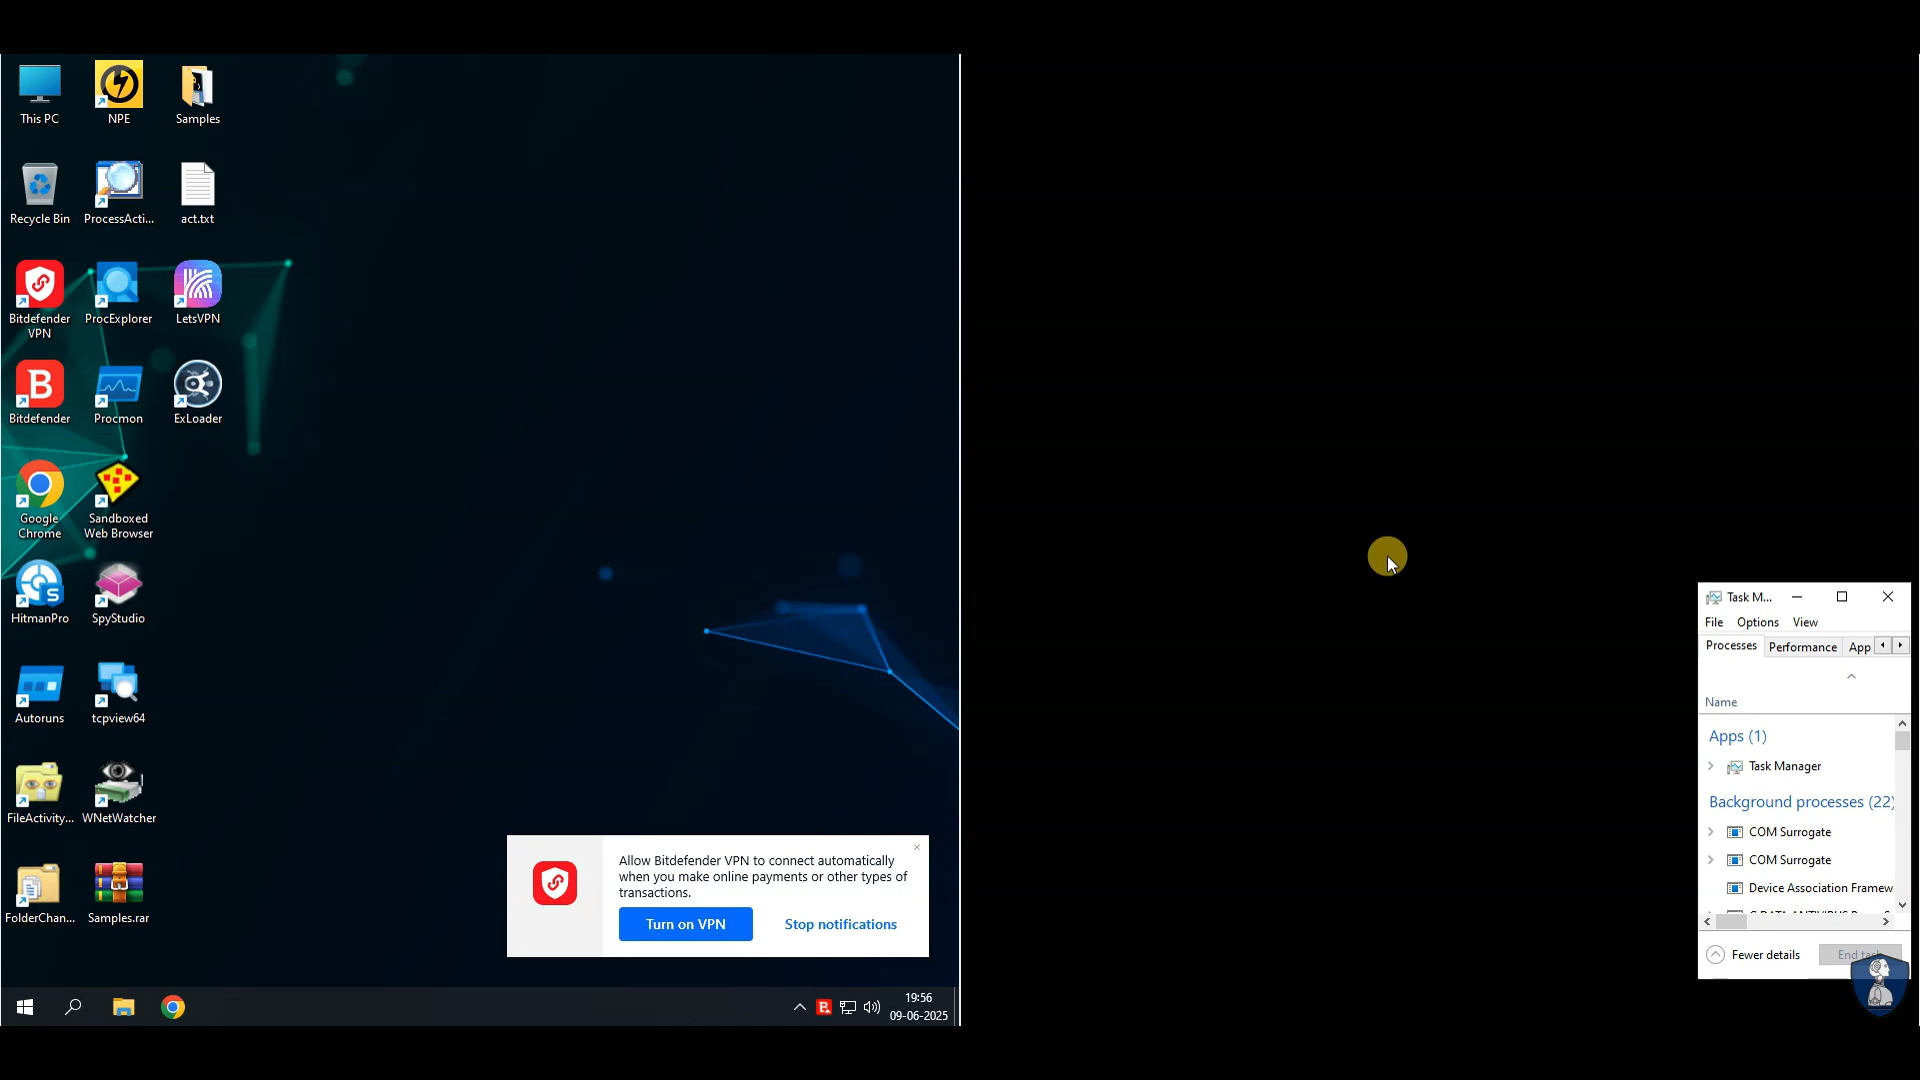 This PC
NPE
Samples
Recycle Bin
ProcessActi...
act.txt
Bitdefender
VPN
ProcExplorer
LetsVPN
Bitdefender
Procmon
ExLoader
Google
Chrome
Sandboxed
Web Browser
HitmanPro
SpyStudio
Autoruns
tcpview64
FileActivity...
WNetWatcher
FolderChan...
Samples.rar
Allow Bitdefender VPN to connect automatically
when you make online payments or other types of
transactions.
Turn on VPN
Stop notifications
19:56
09-06-2025
Task M...
File Options View
Processes Performance App
Name
Apps (1)
Task Manager
Background processes (22)
COM Surrogate
COM Surrogate
Device Association Framew
Fewer details
End